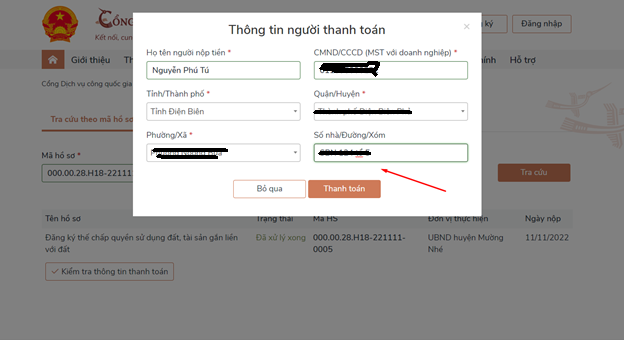 CỔNG
Kết nối, cun
ký
Đăng nhập
Giới thiệu
Th
hính
Hỗ trợ
Cổng Dịch vụ công quốc gia
Thông tin người thanh toán
×
Họ tên người nộp tiền *
CMND/CCCD (MST với doanh nghiệp) *
Nguyễn Phú Tú
Tỉnh/Thành phố *
Quận/Huyện *
Tỉnh Điện Biên
Phường/Xã *
Số nhà/Đường/Xóm
Bỏ qua
Thanh toán
Tra cứu theo mã hồ sơ
Mã hồ sơ *
000.00.28.H18-221111
Tra cứu
Tên hồ sơ
Trạng thái
Mã HS
Đơn vị thực hiện
Ngày nộp
Đăng ký thế chấp quyền sử dụng đất, tài sản gắn liền
với đất
Đã xử lý xong
000.00.28.H18-221111-
0005
UBND huyện Mường
Nhé
11/11/2022
Kiểm tra thông tin thanh toán